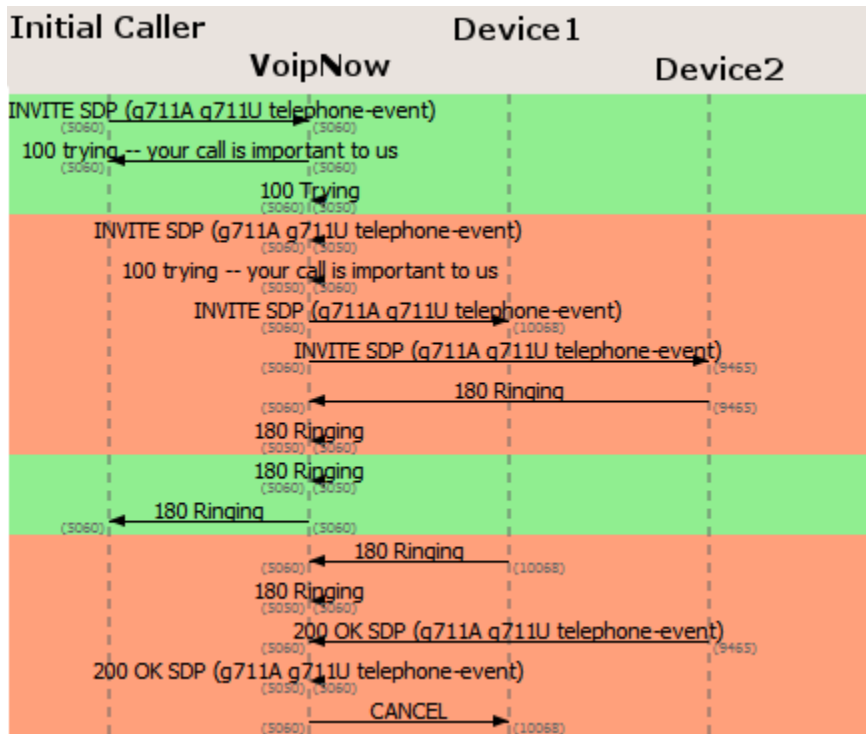 Initial Caller
Device1
VoipNow
Device2
INVITE SDP (g711A g711U telephone-event)
(5060) (5060)
100 trying -- your call is important to us
(5060) (5060)
100 Trying
(5060) (5050)
INVITE SDP (g711A g711U telephone-event)
(5060) (5050)
100 trying -- your call is important to us
(5050) (5060)
INVITE SDP (g711A g711U telephone-event)
(5060) (10068)
INVITE SDP (g711A g711U telephone-event)
(5060) (9465)
180 Ringing
(5060) (9465)
180 Ringing
(5050) (5060)
180 Ringing
(5060) (5050)
180 Ringing
(5060) (5060)
180 Ringing
(5060) (10068)
180 Ringing
(5050) (5060)
200 OK SDP (g711A g711U telephone-event)
(5060) (9465)
200 OK SDP (g711A g711U telephone-event)
(5050) (5060)
CANCEL
(5060) (10068)